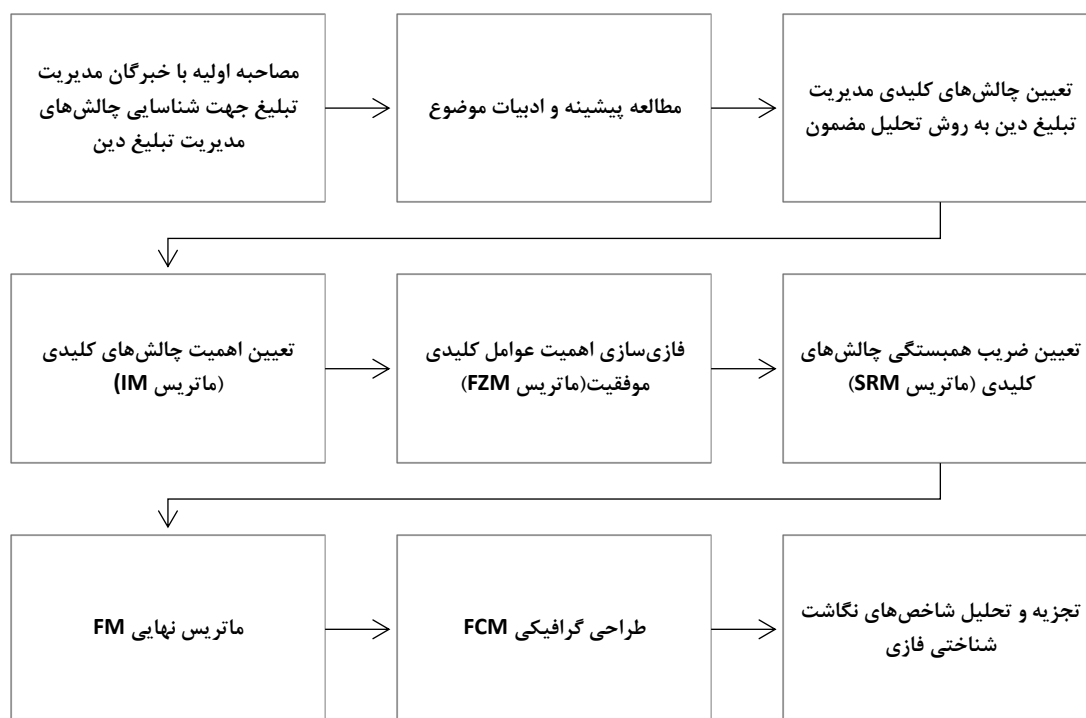 مصاحبه اولیه با خبرگان مدیریت
تبلیغ جهت شناسایی چالش‌های
مدیریت تبلیغ دین
مطالعه پیشینه و ادبیات موضوع
تعیین چالش‌های کلیدی مدیریت
تبلیغ دین به روش تحلیل مضمون
تعیین اهمیت چالش‌های کلیدی
(ماتریس IM)
فازی‌سازی اهمیت عوامل کلیدی
موفقیت(ماتریس FZM)
تعیین ضریب همبستگی چالش‌های
کلیدی (ماتریس SRM)
ماتریس نهایی FM
طراحی گرافیکی FCM
تجزیه و تحلیل شاخص‌های نگاشت
شناختی فازی